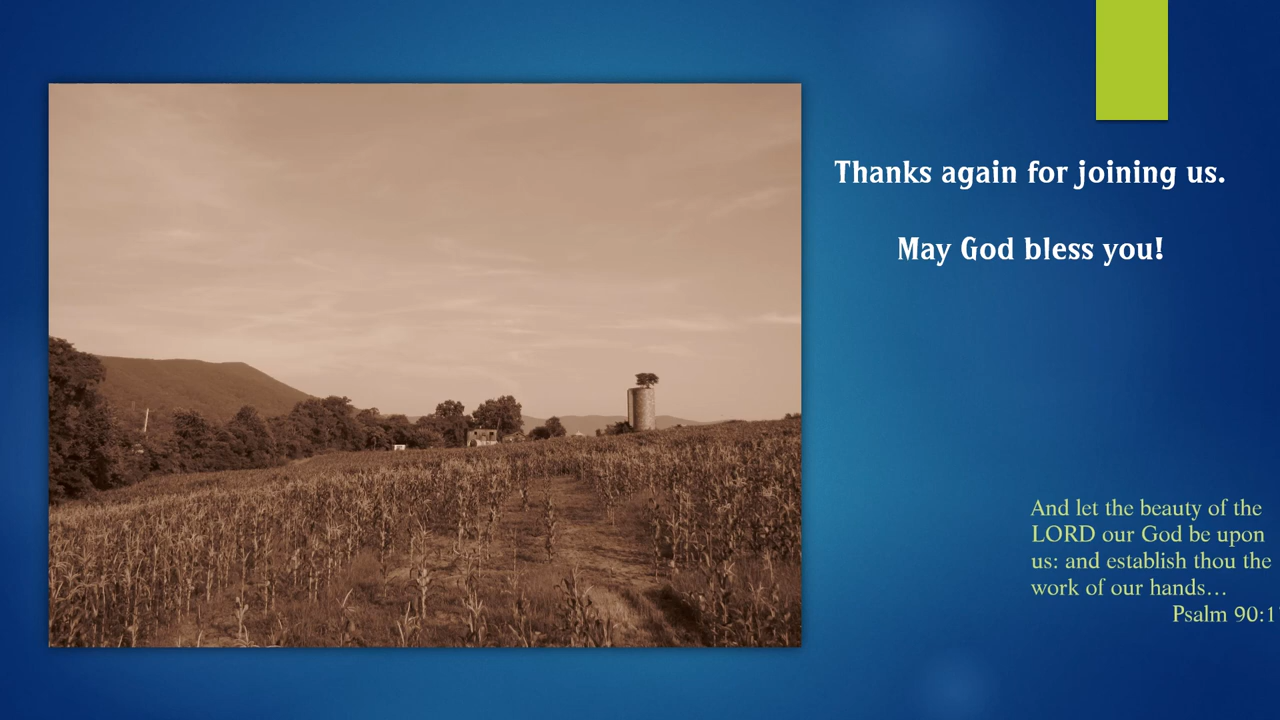 Thanks again for joining us.
May God bless you!
And let the beauty of the
LORD our God be upon
us: and establish thou the
work of our hands…
Psalm 90:1